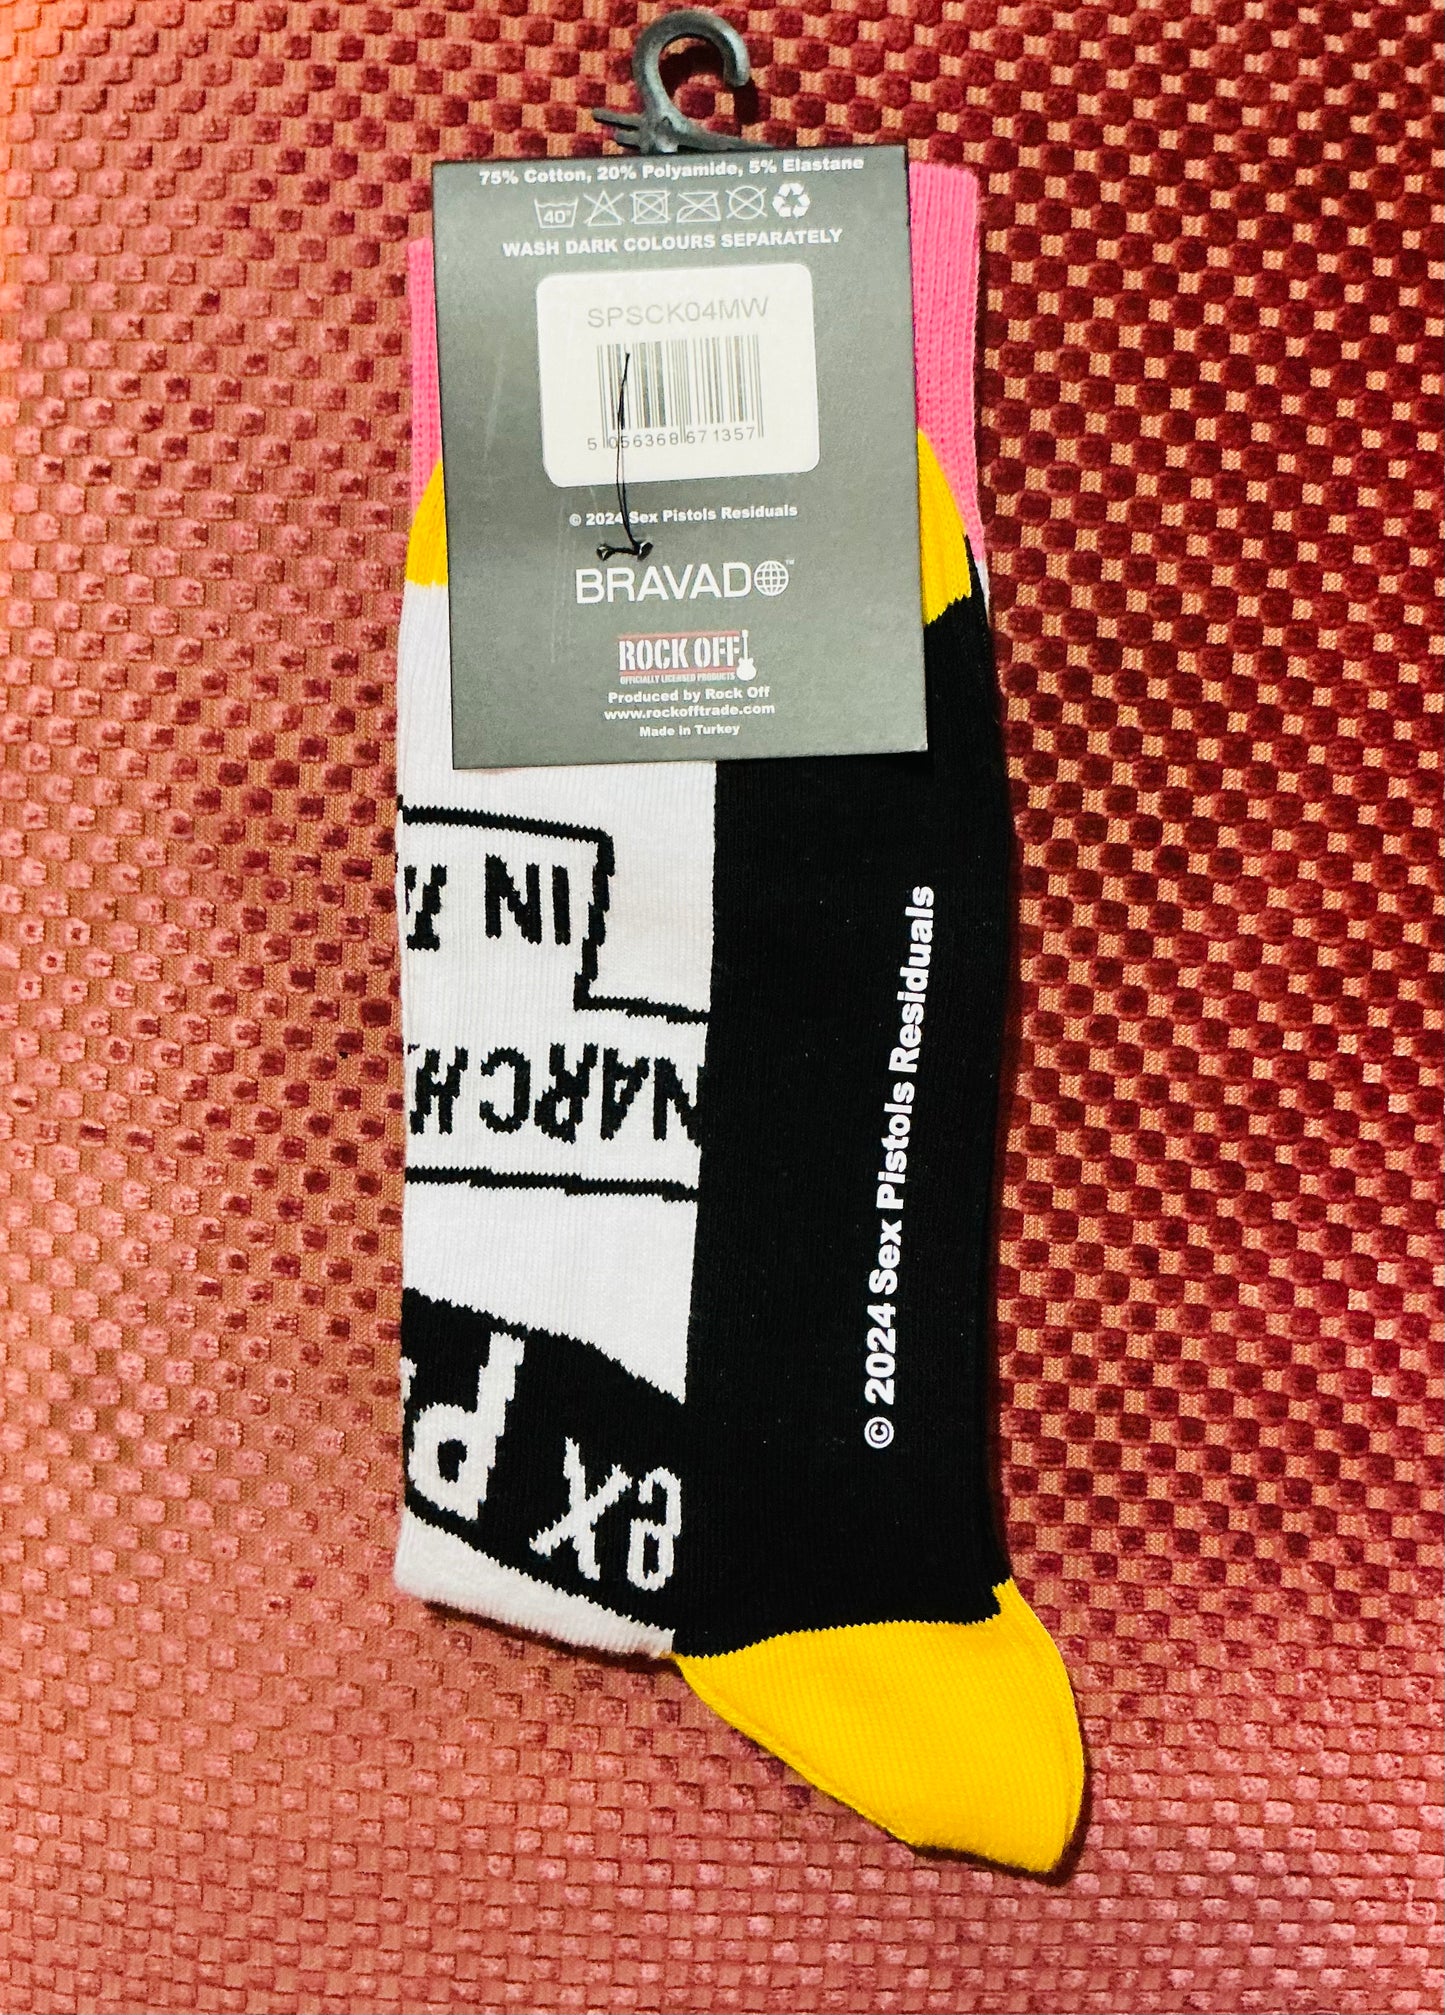 75% Cotton, 20% Polyamide, 5% Elastane
40°
WASH DARK COLOURS SEPARATELY
SPSCK04MW
5 056368 671357
© 2024 Sex Pistols Residuals
BRAVADO™
ROCK OFF
OFFICIALLY LICENSED PRODUCTS
Produced by Rock Off
www.rockofftrade.com
Made in Turkey
IN
NARCH
ex P
© 2024 Sex Pistols Residuals